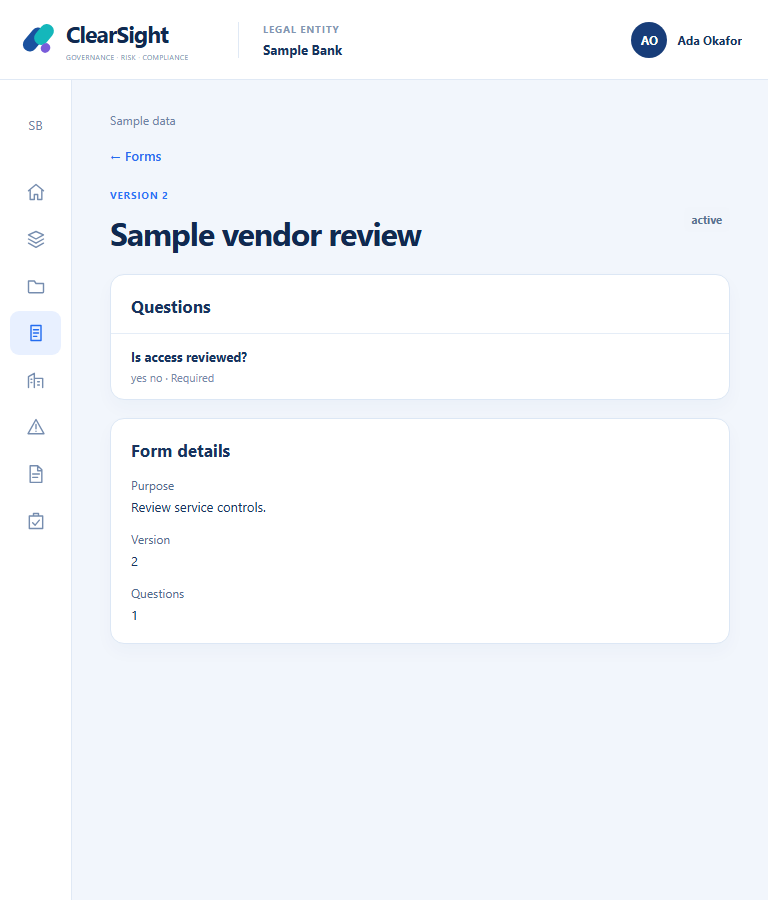 ClearSight
GOVERNANCE · RISK · COMPLIANCE
LEGAL ENTITY
Sample Bank
AO
Ada Okafor
SB
Sample data
← Forms
VERSION 2
Sample vendor review
active
Questions
Is access reviewed?
yes no · Required
Form details
Purpose
Review service controls.
Version
2
Questions
1